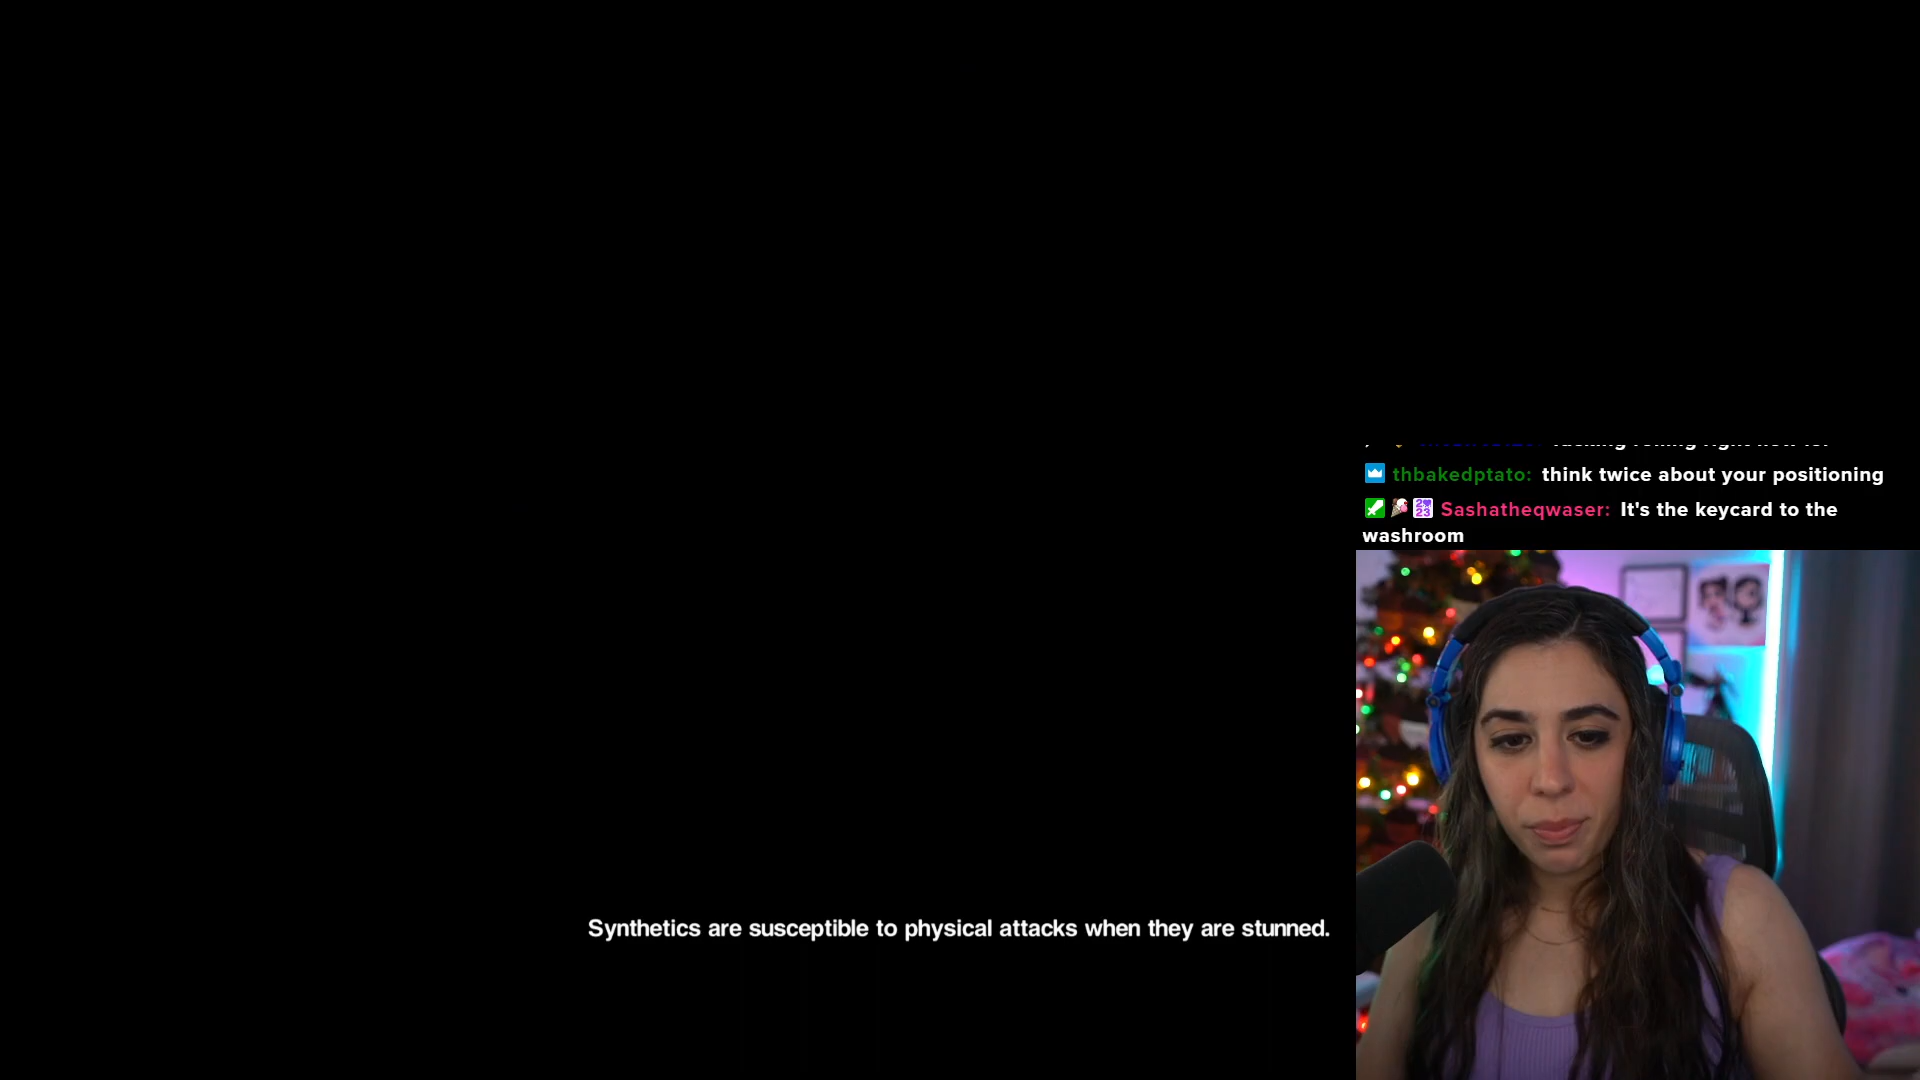 thbakedptato: think twice about your positioning
2023 Sashatheqwaser: It's the keycard to the
washroom
Synthetics are susceptible to physical attacks when they are stunned.